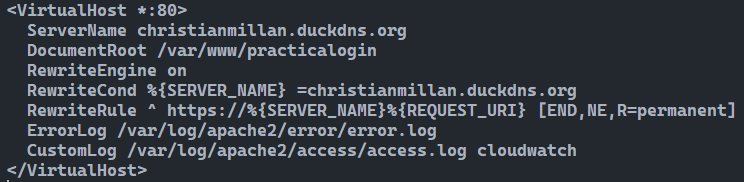 <VirtualHost *:80>
  ServerName christianmillan.duckdns.org
  DocumentRoot /var/www/practicalogin
  RewriteEngine on
  RewriteCond %{SERVER_NAME} =christianmillan.duckdns.org
  RewriteRule ^ https://%{SERVER_NAME}%{REQUEST_URI} [END,NE,R=permanent]
  ErrorLog /var/log/apache2/error/error.log
  CustomLog /var/log/apache2/access/access.log cloudwatch
</VirtualHost>